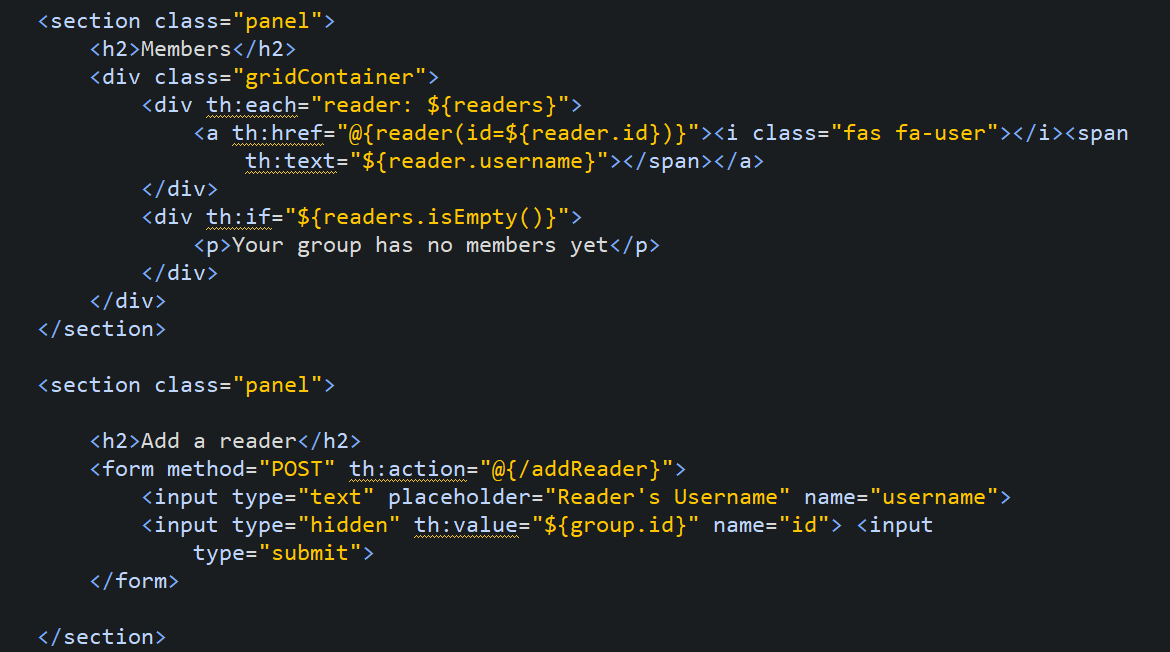 <section class="panel">
    <h2>Members</h2>
    <div class="gridContainer">
        <div th:each="reader: ${readers}">
            <a th:href="@{reader(id=${reader.id})}"><i class="fas fa-user"></i><span
                th:text="${reader.username}"></span></a>
        </div>
        <div th:if="${readers.isEmpty()}">
            <p>Your group has no members yet</p>
        </div>
    </div>
</section>

<section class="panel">

    <h2>Add a reader</h2>
    <form method="POST" th:action="@{/addReader}">
        <input type="text" placeholder="Reader's Username" name="username">
        <input type="hidden" th:value="${group.id}" name="id"> <input
            type="submit">
    </form>

</section>